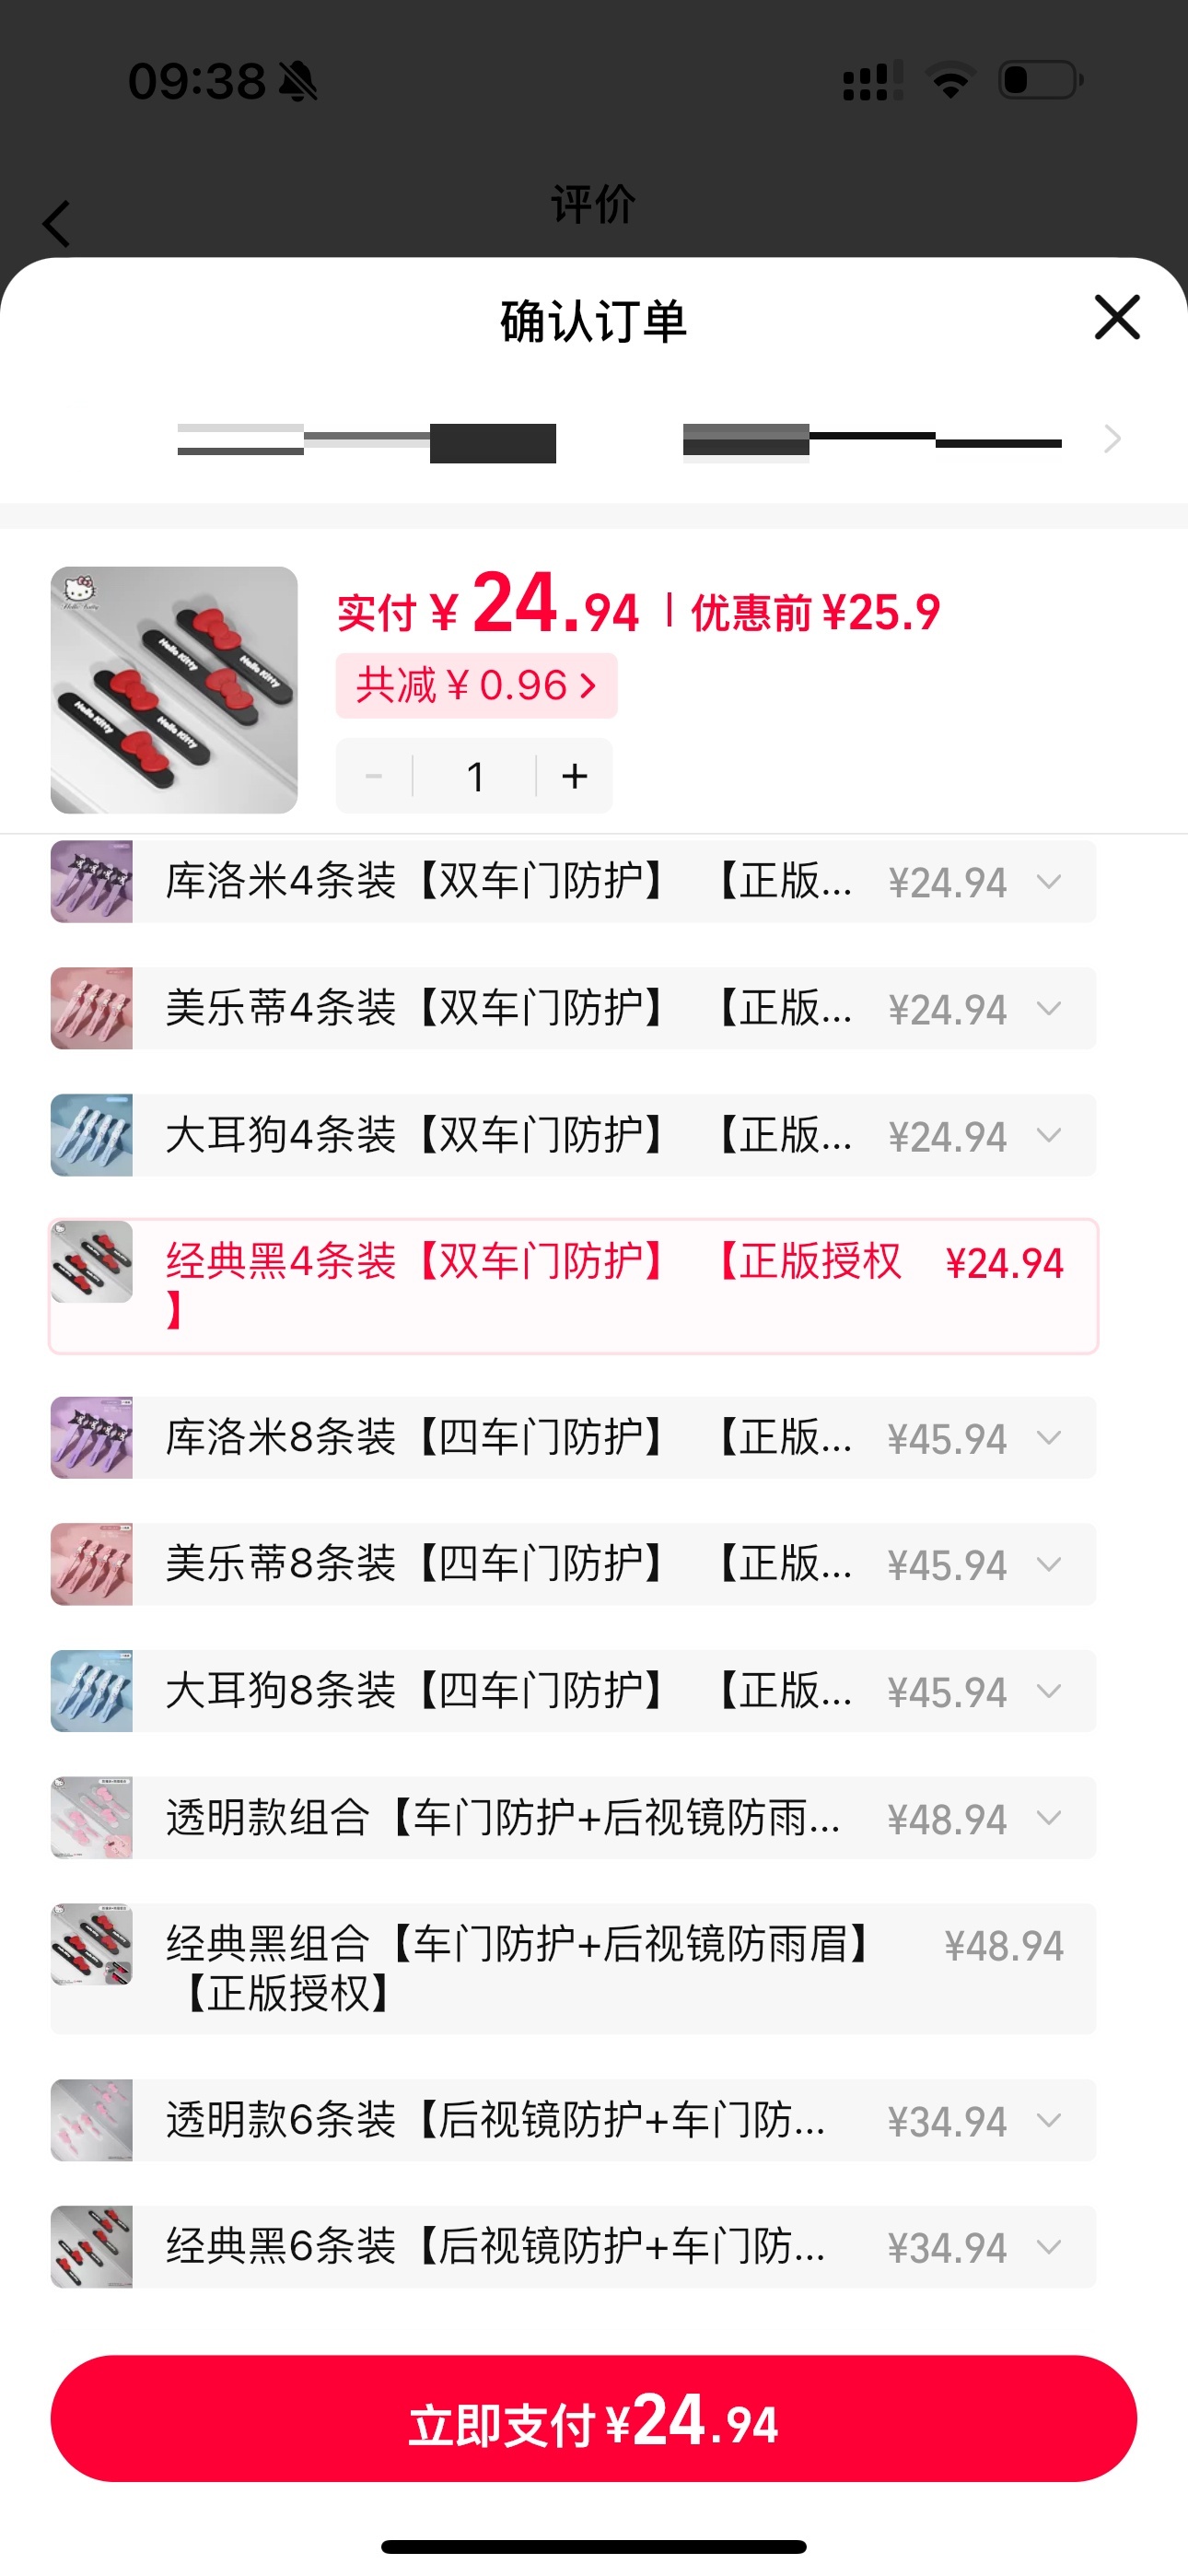 09:38
评价
确认订单
Hello Kitty
Hello Kitty
Hello Kitty
Hello Kitty
Hello Kitty
实付 ¥ 24.94 | 优惠前 ¥25.9
共减 ¥ 0.96 >
- 1 +
库洛米4条装【双车门防护】 【正版... ¥24.94
美乐蒂4条装【双车门防护】 【正版... ¥24.94
大耳狗4条装【双车门防护】 【正版... ¥24.94
经典黑4条装【双车门防护】 【正版授权 ¥24.94
】
库洛米8条装【四车门防护】 【正版... ¥45.94
美乐蒂8条装【四车门防护】 【正版... ¥45.94
大耳狗8条装【四车门防护】 【正版... ¥45.94
透明款组合【车门防护+后视镜防雨... ¥48.94
经典黑组合【车门防护+后视镜防雨眉】 ¥48.94
【正版授权】
透明款6条装【后视镜防护+车门防... ¥34.94
经典黑6条装【后视镜防护+车门防... ¥34.94
立即支付 ¥24.94